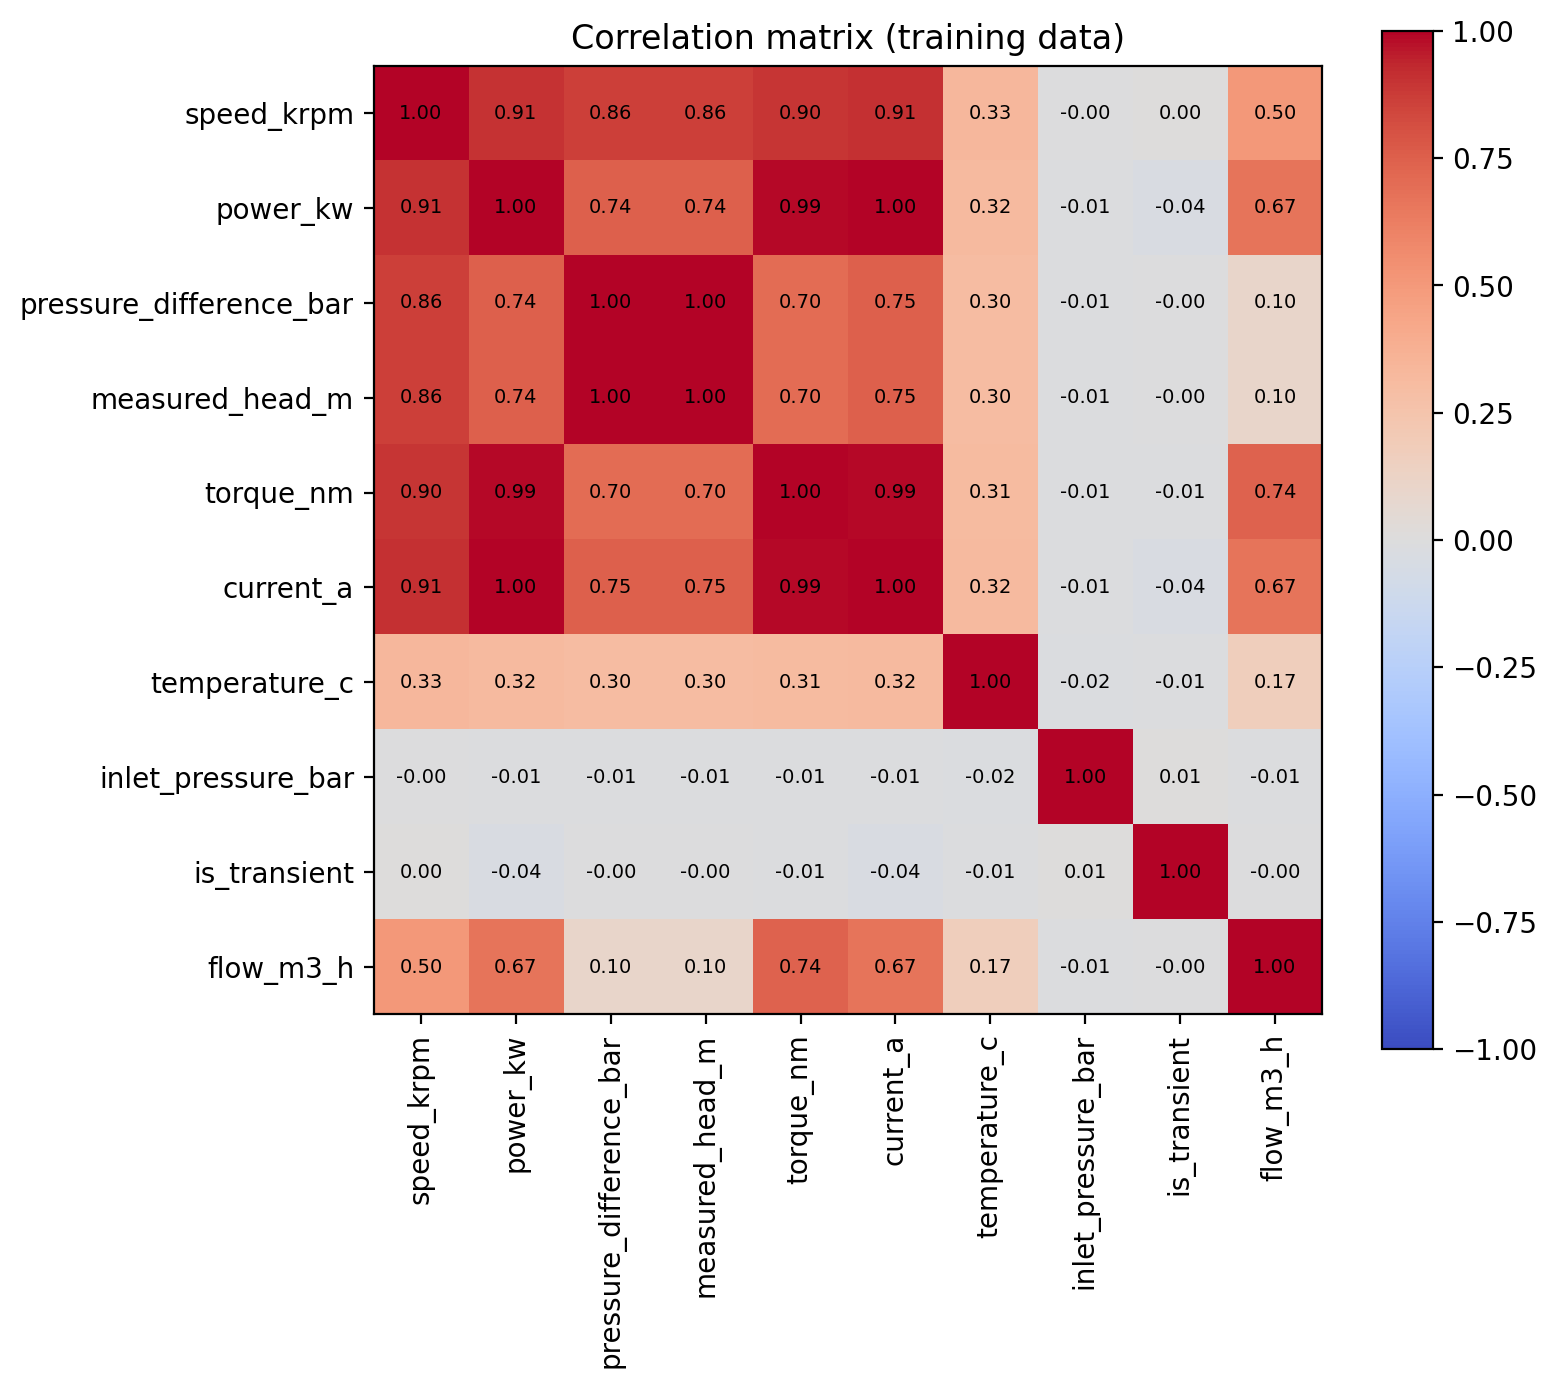 Correlation matrix (training data)
speed_krpm 1.00 0.91 0.86 0.86 0.90 0.91 0.33 -0.00 0.00 0.50
power_kw 0.91 1.00 0.74 0.74 0.99 1.00 0.32 -0.01 -0.04 0.67
pressure_difference_bar 0.86 0.74 1.00 1.00 0.70 0.75 0.30 -0.01 -0.00 0.10
measured_head_m 0.86 0.74 1.00 1.00 0.70 0.75 0.30 -0.01 -0.00 0.10
torque_nm 0.90 0.99 0.70 0.70 1.00 0.99 0.31 -0.01 -0.01 0.74
current_a 0.91 1.00 0.75 0.75 0.99 1.00 0.32 -0.01 -0.04 0.67
temperature_c 0.33 0.32 0.30 0.30 0.31 0.32 1.00 -0.02 -0.01 0.17
inlet_pressure_bar -0.00 -0.01 -0.01 -0.01 -0.01 -0.01 -0.02 1.00 0.01 -0.01
is_transient 0.00 -0.04 -0.00 -0.00 -0.01 -0.04 -0.01 0.01 1.00 -0.00
flow_m3_h 0.50 0.67 0.10 0.10 0.74 0.67 0.17 -0.01 -0.00 1.00
speed_krpm
power_kw
pressure_difference_bar
measured_head_m
torque_nm
current_a
temperature_c
inlet_pressure_bar
is_transient
flow_m3_h
1.00
0.75
0.50
0.25
0.00
−0.25
−0.50
−0.75
−1.00